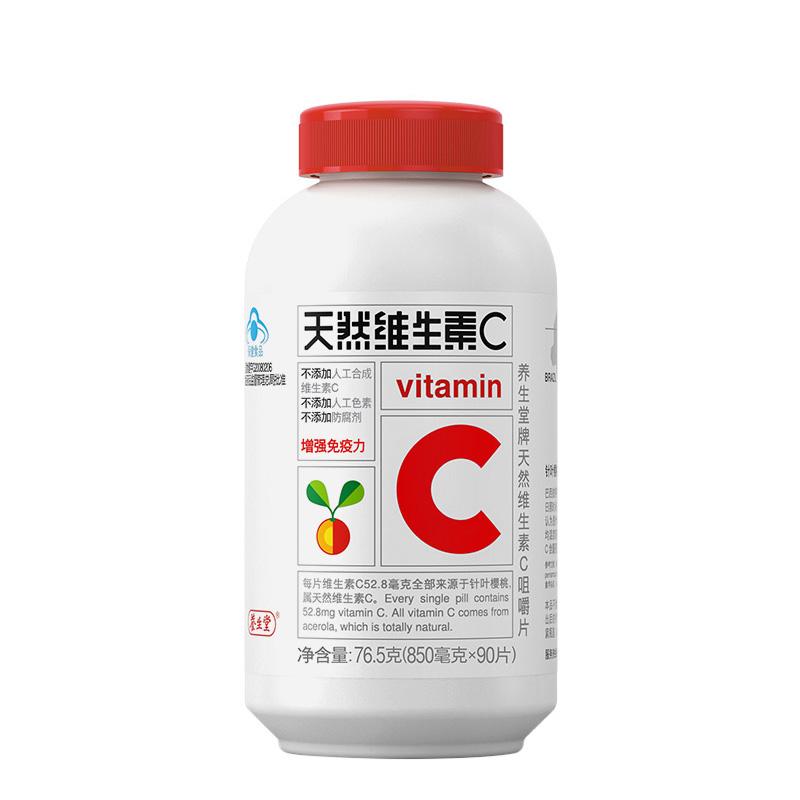 天然维生素C
不添加人工合成
维生素C
不添加人工色素
不添加防腐剂
增强免疫力
vitamin
C
养生堂牌天然维生素C咀嚼片
每片维生素C52.8毫克全部来源于针叶樱桃,
属天然维生素C。Every single pill contains
52.8mg vitamin C. All vitamin C comes from
acerola, which is totally natural.
净含量:76.5克(850毫克×90片)
保健食品
养生堂®